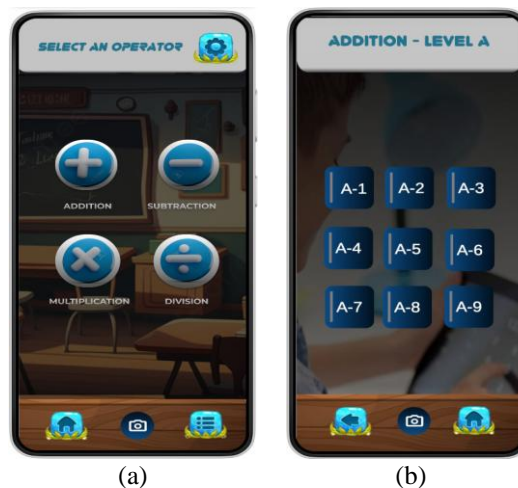 SELECT AN OPERATOR
ADDITION
SUBTRACTION
MULTIPLICATION
DIVISION
(a)
ADDITION - LEVEL A
A-1
A-2
A-3
A-4
A-5
A-6
A-7
A-8
A-9
(b)